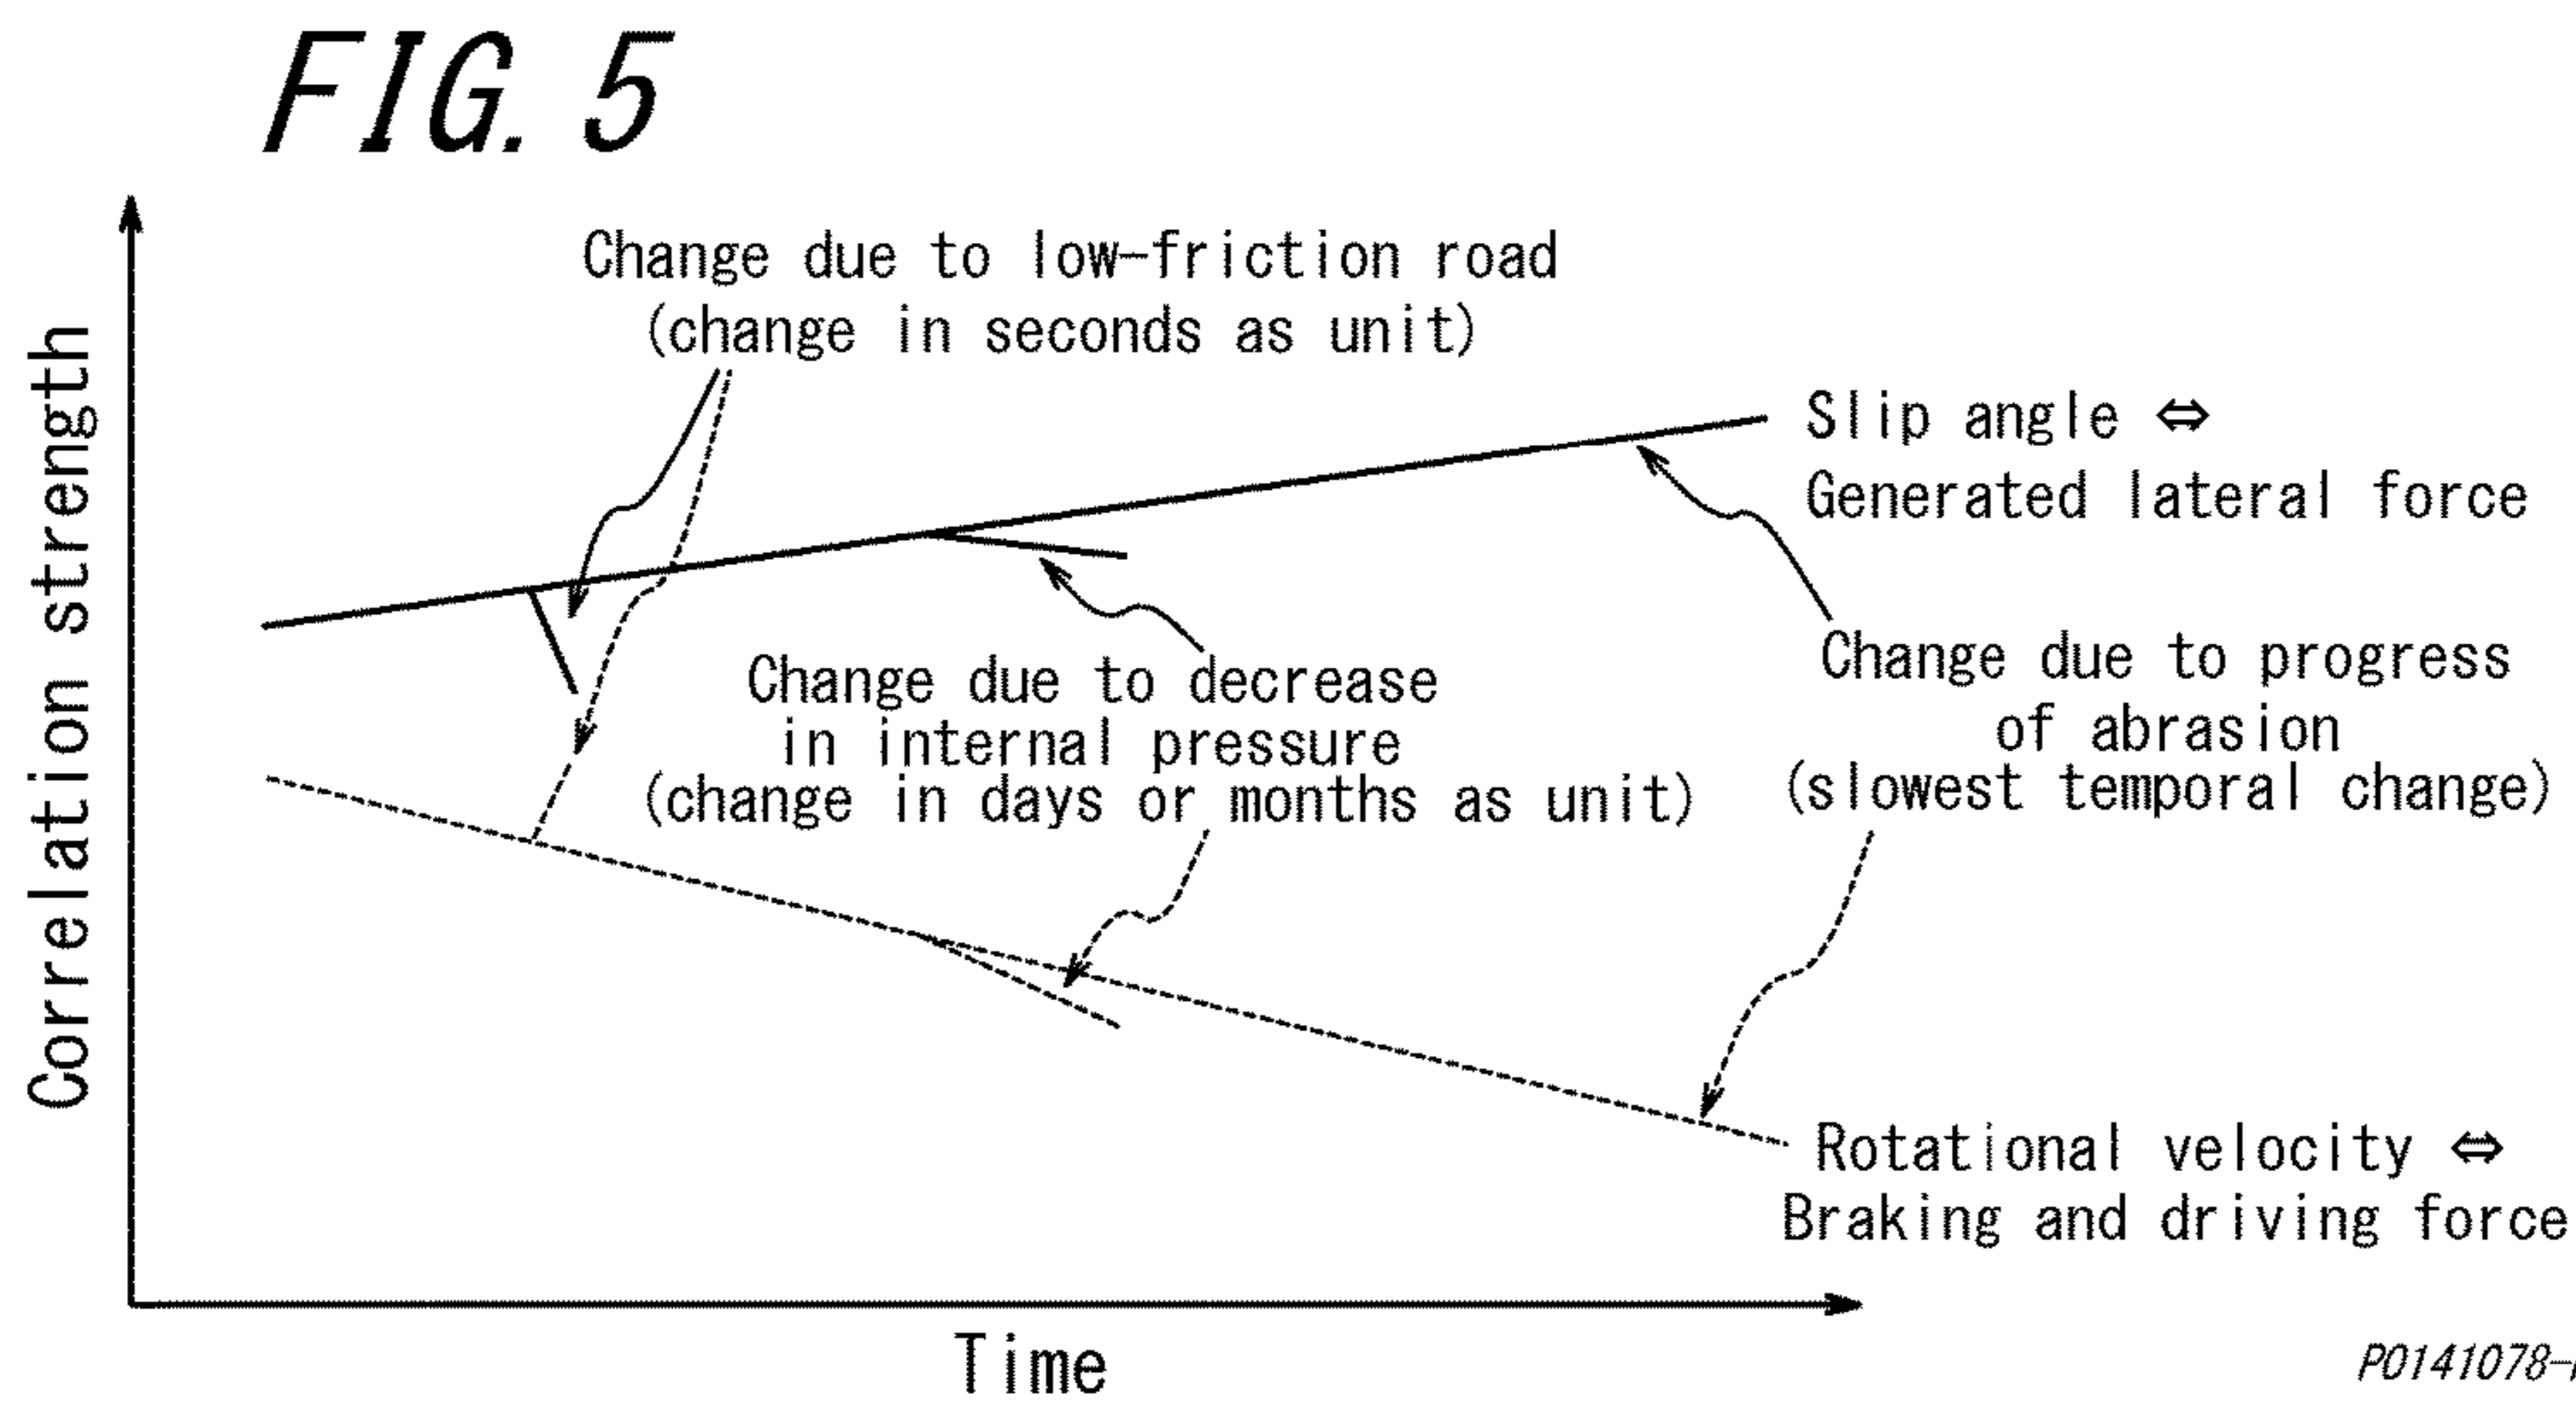 FIG. 5
Change due to low-friction road
(change in seconds as unit)
Correlation strength
Slip angle ⇔
Generated lateral force
Change due to decrease
in internal pressure
(change in days or months as unit)
Change due to progress
of abrasion
(slowest temporal change)
Rotational velocity ⇔
Braking and driving force
Time
P0141078-